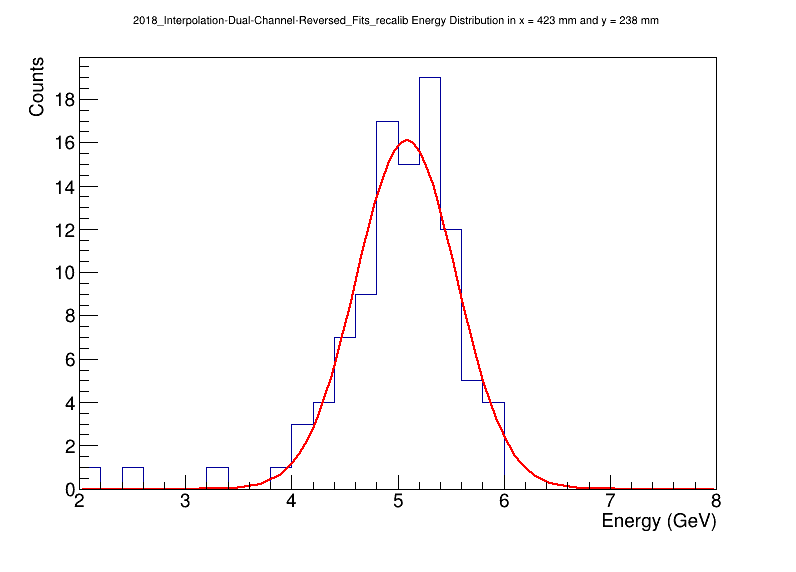 2018_Interpolation-Dual-Channel-Reversed_Fits_recalib Energy Distribution in x = 423 mm and y = 238 mm
Counts
18
16
14
12
10
8
6
4
2
0
2 3 4 5 6 7 8
Energy (GeV)